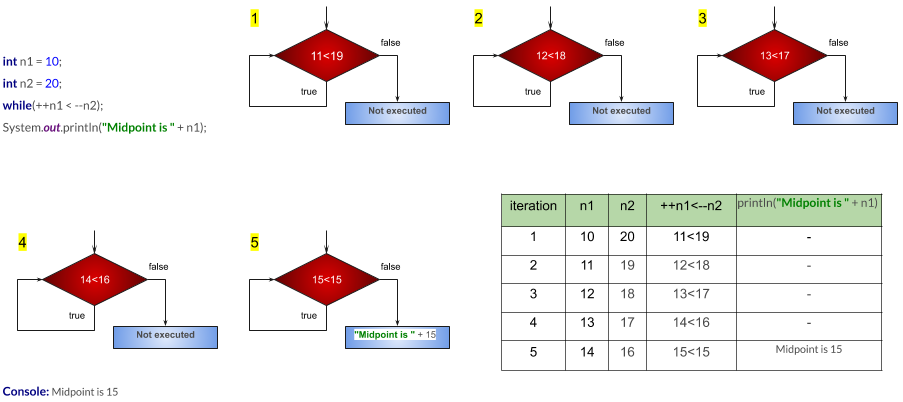 int n1 = 10;
int n2 = 20;
while(++n1 < --n2);
System.out.println("Midpoint is " + n1);
1
11<19
false
true
Not executed
2
12<18
false
true
Not executed
3
13<17
false
true
Not executed
4
14<16
false
true
Not executed
5
15<15
false
true
"Midpoint is " + 15
iteration n1 n2 ++n1<--n2 println("Midpoint is " + n1)
1 10 20 11<19 -
2 11 19 12<18 -
3 12 18 13<17 -
4 13 17 14<16 -
5 14 16 15<15 Midpoint is 15
Console: Midpoint is 15